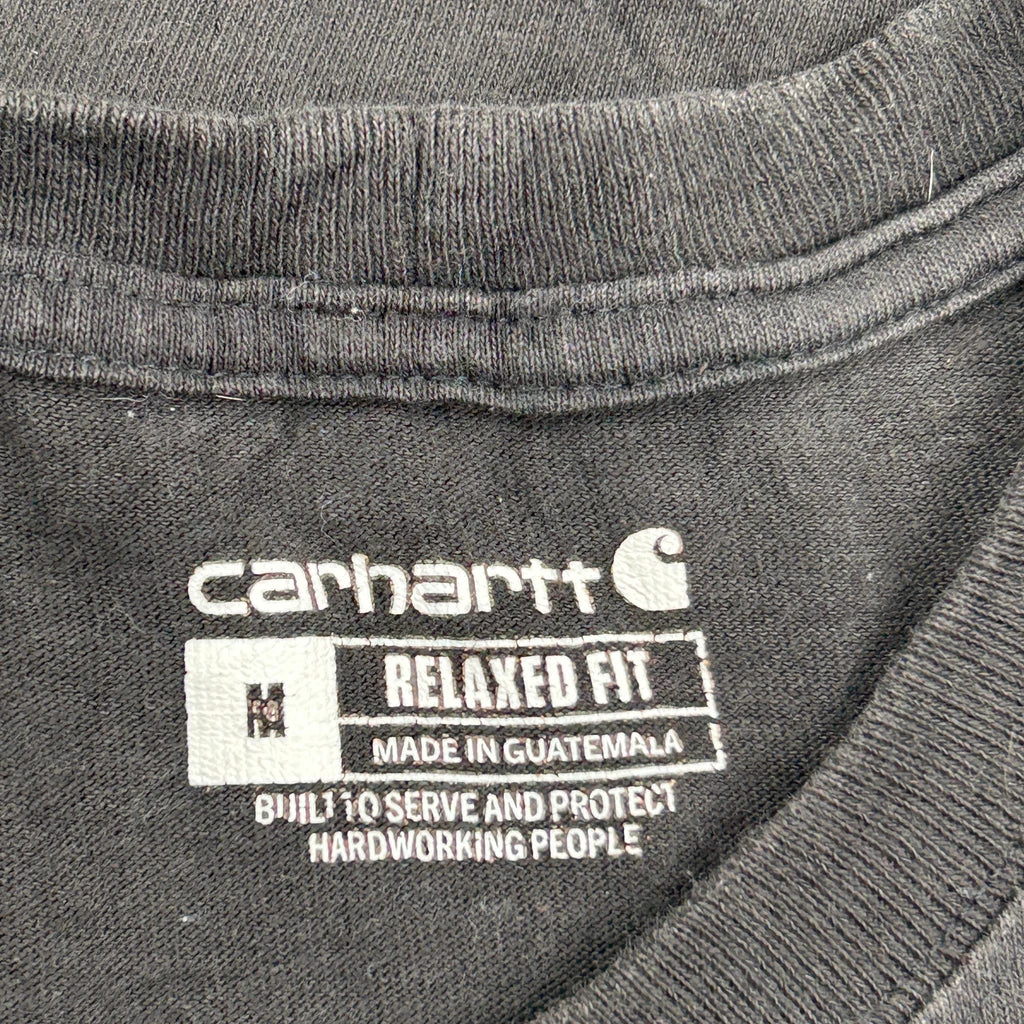 carhartt
M
RELAXED FIT
MADE IN GUATEMALA
BUILT TO SERVE AND PROTECT
HARDWORKING PEOPLE